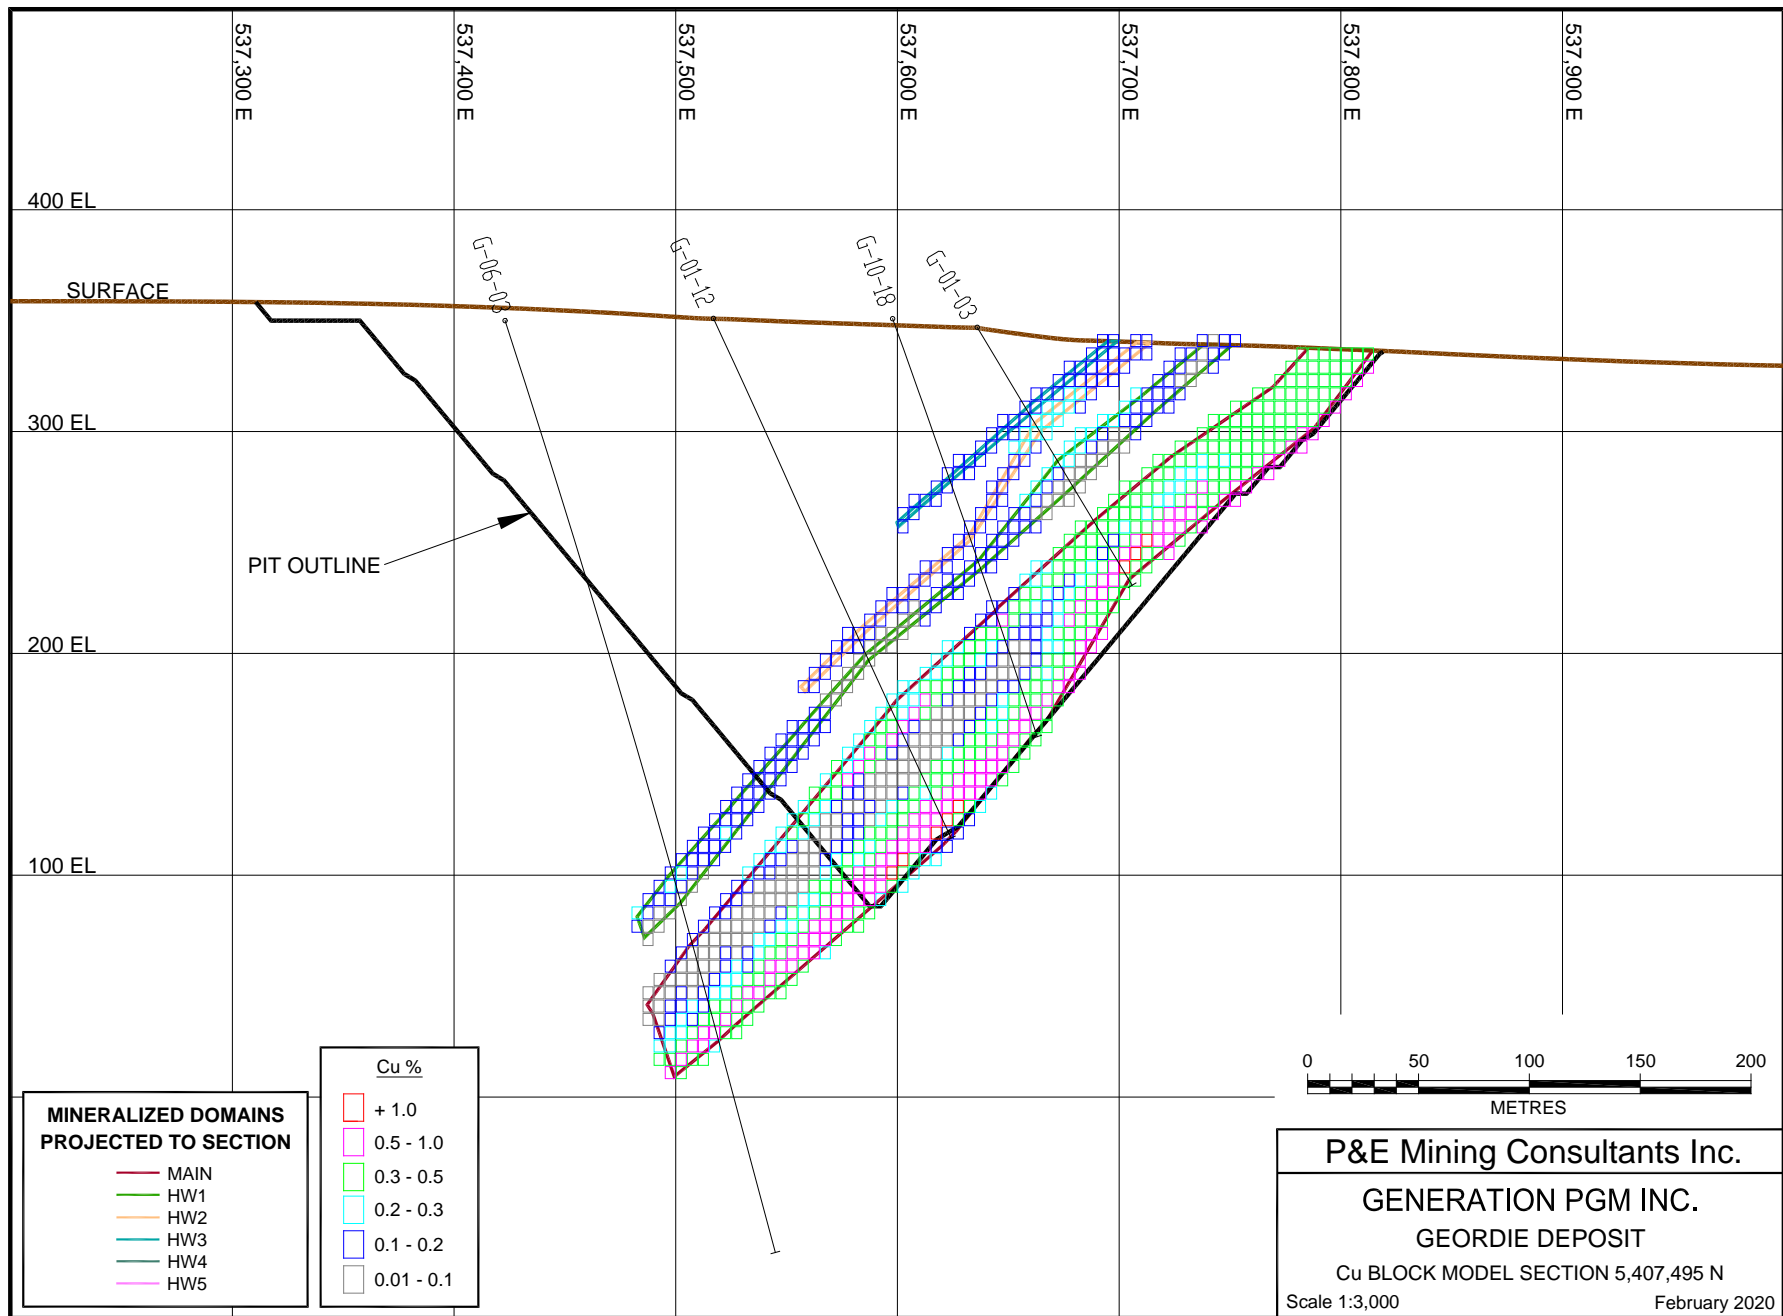 537,300 E
537,400 E
537,500 E
537,600 E
537,700 E
537,800 E
537,900 E
400 EL
G-06-03
G-01-12
G-10-18
G-01-03
SURFACE
300 EL
PIT OUTLINE
200 EL
100 EL
MINERALIZED DOMAINS
PROJECTED TO SECTION
MAIN
HW1
HW2
HW3
HW4
HW5
Cu %
+ 1.0
0.5 - 1.0
0.3 - 0.5
0.2 - 0.3
0.1 - 0.2
0.01 - 0.1
0 50 100 150 200
METRES
P&E Mining Consultants Inc.
GENERATION PGM INC.
GEORDIE DEPOSIT
Cu BLOCK MODEL SECTION 5,407,495 N
Scale 1:3,000 February 2020